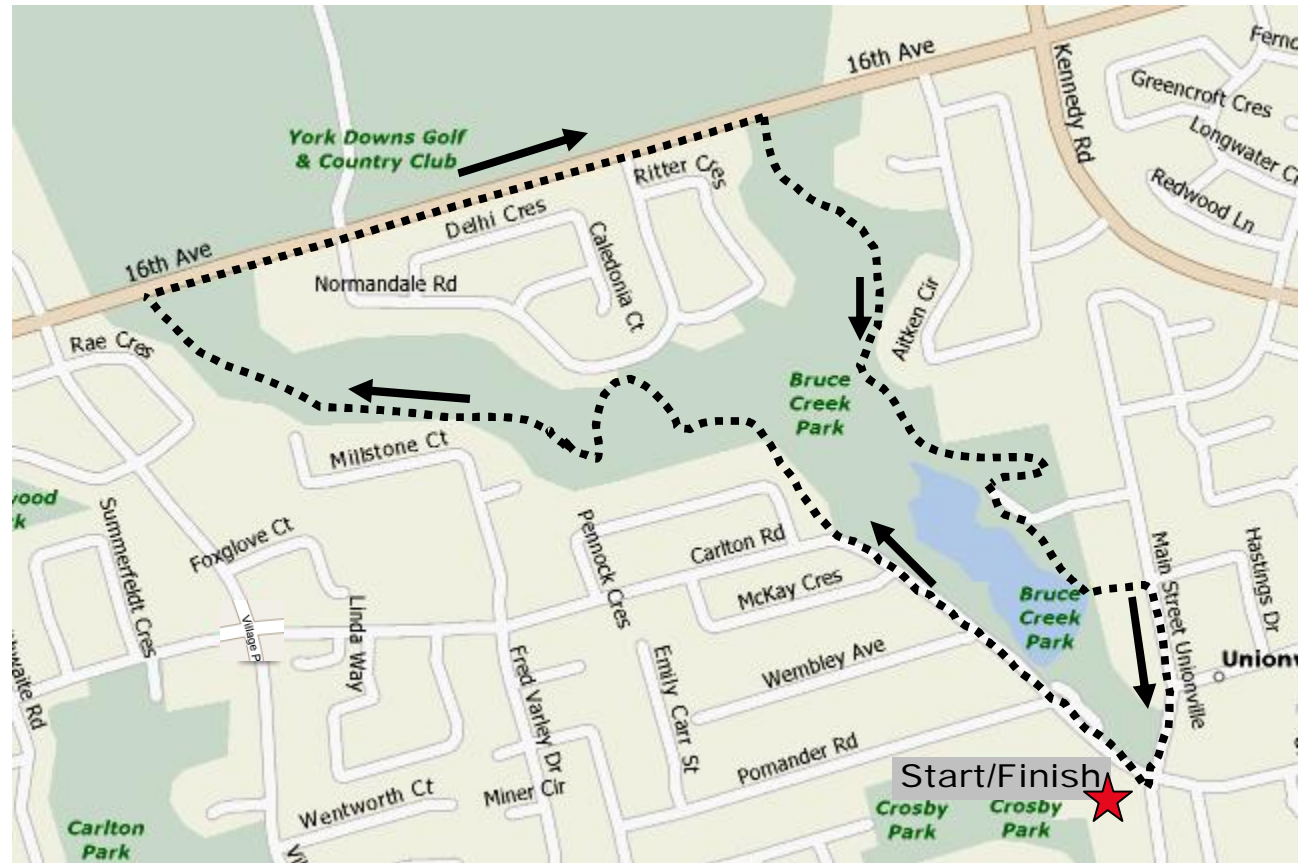 16th Ave
Fernc
Kennedy Rd
Greencroft Cres
York Downs Golf
& Country Club
Longwater Cr
Ritter Cres
Redwood Ln
Delhi Cres
Caledonia Ct
16th Ave
Normandale Rd
Aitken Cir
Rae Cres
Bruce
Creek
Park
Millstone Ct
wood
k
Summerfeldt Cres
Foxglove Ct
Pennock Cres
Carlton Rd
Main Street Unionville
Hastings Dr
McKay Cres
Bruce
Creek
Park
Linda Way
Village P
Fred Varley Dr
Emily Carr St
Wembley Ave
Unionv
Pomander Rd
Start/Finish
Wentworth Ct
Miner Cir
Crosby
Park
Crosby
Park
Carlton
Park